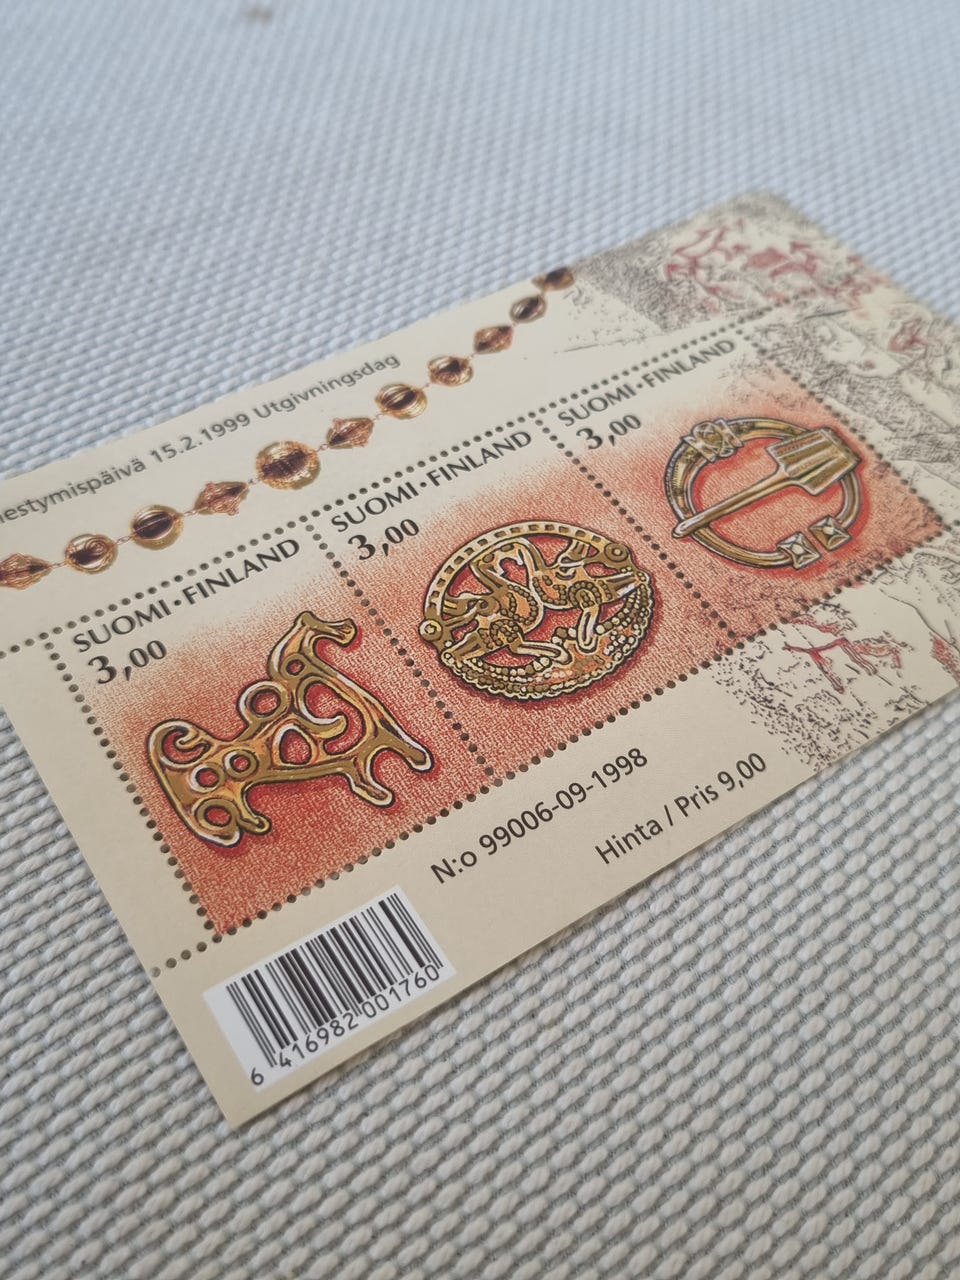 15.2.1999 Utgivningsdag
SUOMI•FINLAND
3,00
SUOMI•FINLAND
3,00
SUOMI•FINLAND
3,00
N:o 99006-09-1998
Hinta / Pris 9,00
6 416982 001760